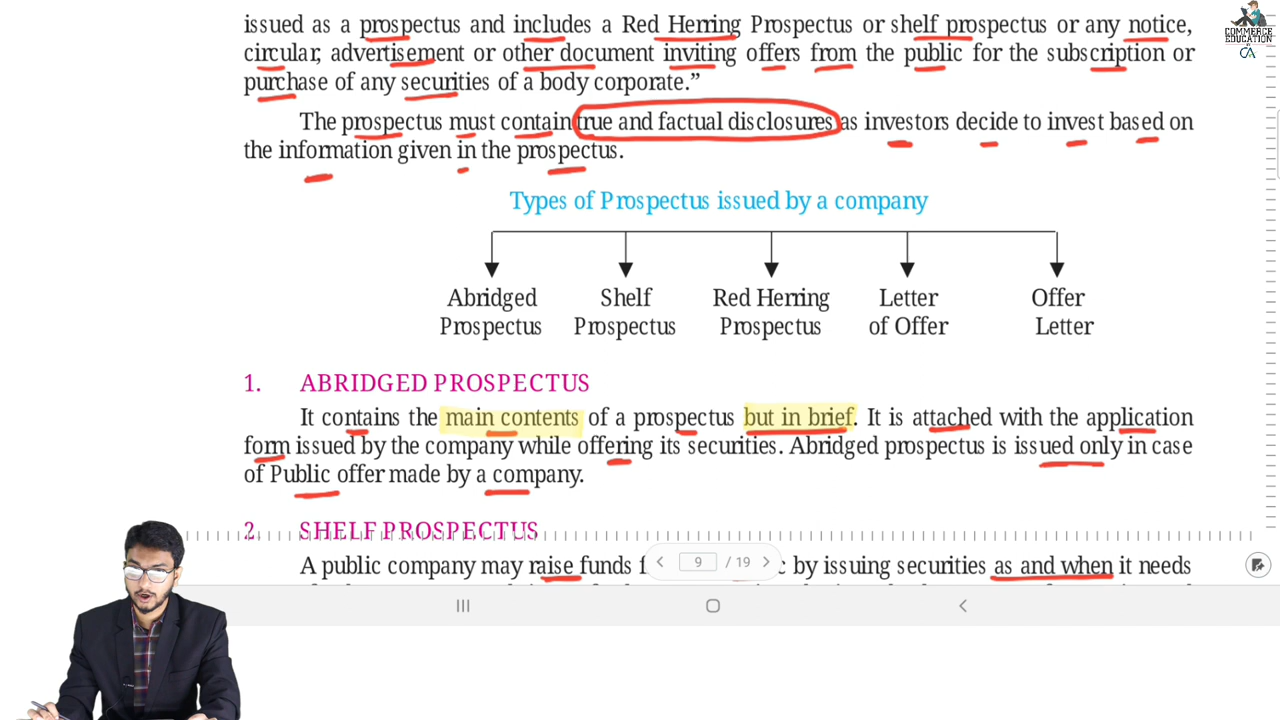 issued as a prospectus and includes a Red Herring Prospectus or shelf prospectus or any notice,
circular, advertisement or other document inviting offers from the public for the subscription or
purchase of any securities of a body corporate.”
The prospectus must contain true and factual disclosures as investors decide to invest based on
the information given in the prospectus.
Types of Prospectus issued by a company
Abridged Prospectus
Shelf Prospectus
Red Herring Prospectus
Letter of Offer
Offer Letter
1. ABRIDGED PROSPECTUS
It contains the main contents of a prospectus but in brief. It is attached with the application
form issued by the company while offering its securities. Abridged prospectus is issued only in case
of Public offer made by a company.
2. SHELF PROSPECTUS
A public company may raise funds by issuing securities as and when it needs
9 / 19
COMMERCE
EDUCATION
BY
CA